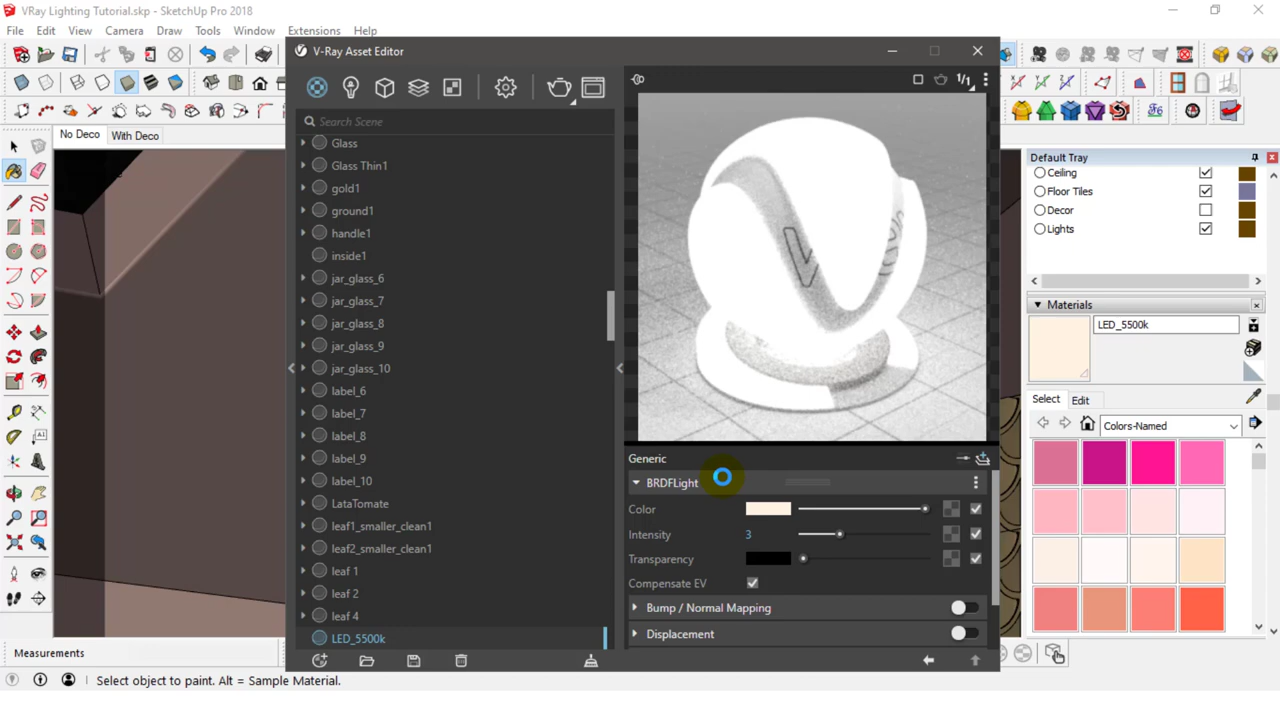 VRay Lighting Tutorial.skp - SketchUp Pro 2018
File Edit View Camera Draw Tools Window Extensions Help
No Deco With Deco
V-Ray Asset Editor
Search Scene
Glass
Glass Thin1
gold1
ground1
handle1
inside1
jar_glass_6
jar_glass_7
jar_glass_8
jar_glass_9
jar_glass_10
label_6
label_7
label_8
label_9
label_10
LataTomate
leaf1_smaller_clean1
leaf2_smaller_clean1
leaf 1
leaf 2
leaf 4
LED_5500k
1/1
Generic
BRDFLight
Color
Intensity 3
Transparency
Compensate EV
Bump / Normal Mapping
Displacement
Default Tray
Ceiling
Floor Tiles
Decor
Lights
Materials
LED_5500k
Select Edit
Colors-Named
Measurements
Select object to paint. Alt = Sample Material.